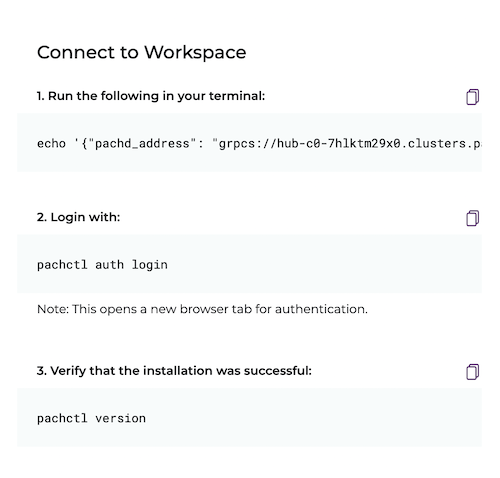 Connect to Workspace
1. Run the following in your terminal:
echo '{"pachd_address": "grpcs://hub-c0-7hlktm29x0.clusters.pa
2. Login with:
pachctl auth login
Note: This opens a new browser tab for authentication.
3. Verify that the installation was successful:
pachctl version